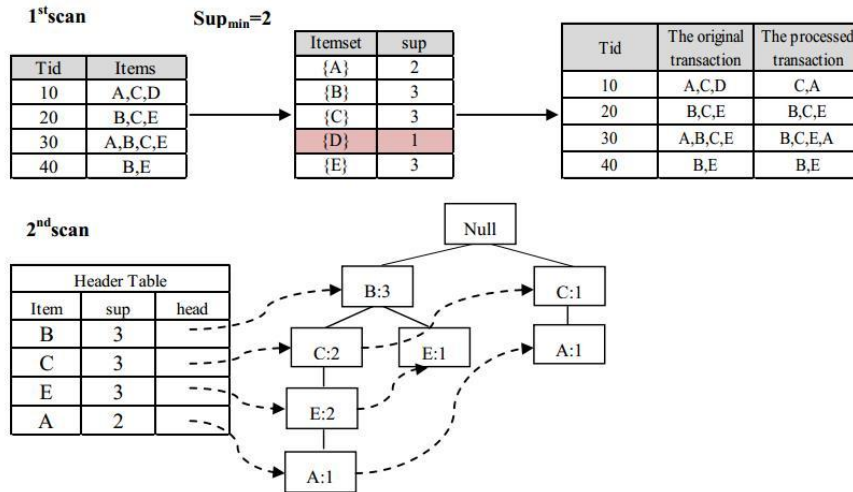 1st scan Sup min=2
Tid Items
10 A,C,D
20 B,C,E
30 A,B,C,E
40 B,E
Itemset sup
{A} 2
{B} 3
{C} 3
{D} 1
{E} 3
Tid The original transaction The processed transaction
10 A,C,D C,A
20 B,C,E B,C,E
30 A,B,C,E B,C,E,A
40 B,E B,E
2nd scan
Header Table
Item sup head
B 3
C 3
E 3
A 2
Null
B:3 C:1
C:2 E:1 A:1
E:2
A:1